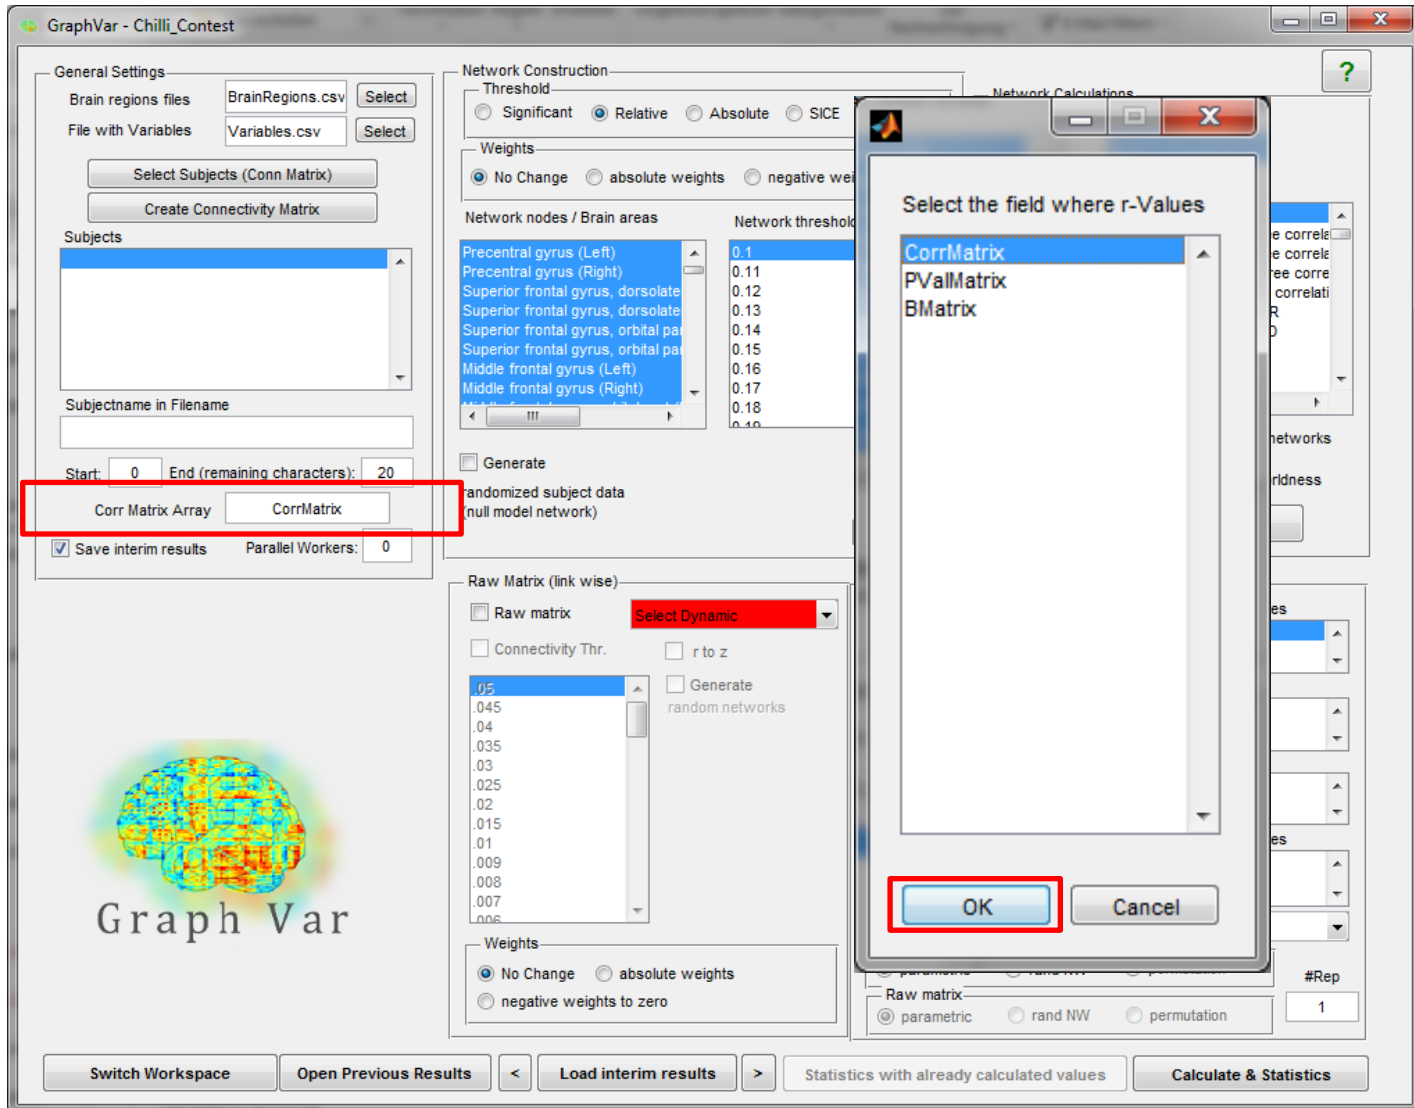 GraphVar - Chilli_Contest
General Settings
Brain regions files BrainRegions.csv Select
File with Variables Variables.csv Select
Select Subjects (Conn Matrix)
Create Connectivity Matrix
Subjects
Subjectname in Filename
Start: 0 End (remaining characters): 20
Corr Matrix Array CorrMatrix
Save interim results Parallel Workers: 0
Graph Var
Network Construction
Threshold
Significant Relative Absolute SICE
Weights
No Change absolute weights negative wei
Network nodes / Brain areas
Precentral gyrus (Left)
Precentral gyrus (Right)
Superior frontal gyrus, dorsolate
Superior frontal gyrus, dorsolate
Superior frontal gyrus, orbital pa
Superior frontal gyrus, orbital pa
Middle frontal gyrus (Left)
Middle frontal gyrus (Right)
Network threshold
0.1
0.11
0.12
0.13
0.14
0.15
0.16
0.17
0.18
0.19
Generate
randomized subject data
(null model network)
Raw Matrix (link wise)
Raw matrix Select Dynamic
Connectivity Thr. r to z
Generate
random networks
.05
.045
.04
.035
.03
.025
.02
.015
.01
.009
.008
.007
.006
Weights
No Change absolute weights
negative weights to zero
?
Network Calculations
e correla
e correla
ree corre
correlati
R
networks
rldness
Select the field where r-Values
CorrMatrix
PValMatrix
BMatrix
OK Cancel
es
es
parametric rand NW permutation
#Rep
Raw matrix
parametric rand NW permutation
1
Switch Workspace Open Previous Results < Load interim results > Statistics with already calculated values Calculate & Statistics